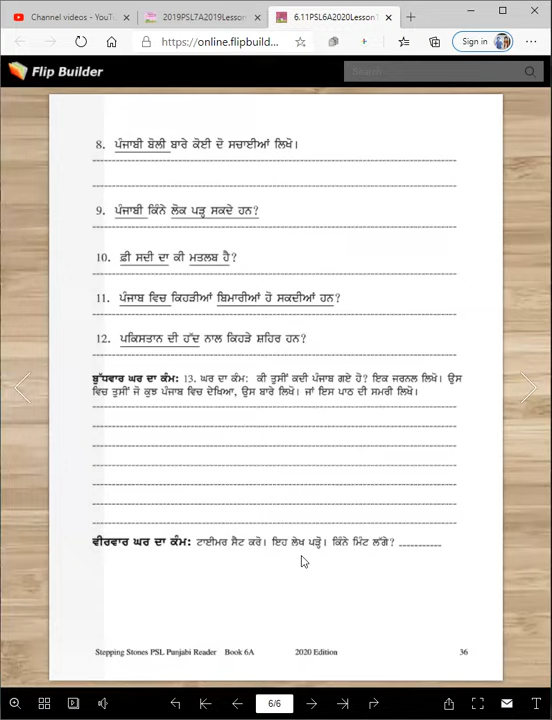 Channel videos - YouT
2019PSL7A2019Lesson
6.11PSL6A2020Lesson
https://online.flipbuild...
Sign in
Flip Builder
Search
8. ਪੰਜਾਬੀ ਬੋਲੀ ਬਾਰੇ ਕੋਈ ਦੋ ਸਚਾਈਆਂ ਲਿਖੋ।
9. ਪੰਜਾਬੀ ਕਿੰਨੇ ਲੋਕ ਪੜ੍ਹ ਸਕਦੇ ਹਨ?
10. ਫ਼ੀ ਸਦੀ ਦਾ ਕੀ ਮਤਲਬ ਹੈ?
11. ਪੰਜਾਬ ਵਿਚ ਕਿਹੜੀਆਂ ਬਿਮਾਰੀਆਂ ਹੋ ਸਕਦੀਆਂ ਹਨ?
12. ਪਕਿਸਤਾਨ ਦੀ ਹੱਦ ਨਾਲ ਕਿਹੜੇ ਸ਼ਹਿਰ ਹਨ?
ਬੁੱਧਵਾਰ ਘਰ ਦਾ ਕੰਮ: 13. ਘਰ ਦਾ ਕੰਮ: ਕੀ ਤੁਸੀਂ ਕਦੀ ਪੰਜਾਬ ਗਏ ਹੋ? ਇਕ ਜਰਨਲ ਲਿਖੋ। ਉਸ
ਵਿਚ ਤੁਸੀਂ ਜੋ ਕੁਝ ਪੰਜਾਬ ਵਿਚ ਦੇਖਿਆ, ਉਸ ਬਾਰੇ ਲਿਖੋ। ਜਾਂ ਇਸ ਪਾਠ ਦੀ ਸਮਰੀ ਲਿਖੋ।
ਵੀਰਵਾਰ ਘਰ ਦਾ ਕੰਮ: ਟਾਈਮਰ ਸੈਟ ਕਰੋ। ਇਹ ਲੇਖ ਪੜ੍ਹੋ। ਕਿੰਨੇ ਮਿੰਟ ਲੱਗੇ? __________
Stepping Stones PSL Punjabi Reader Book 6A 2020 Edition 36
6/6